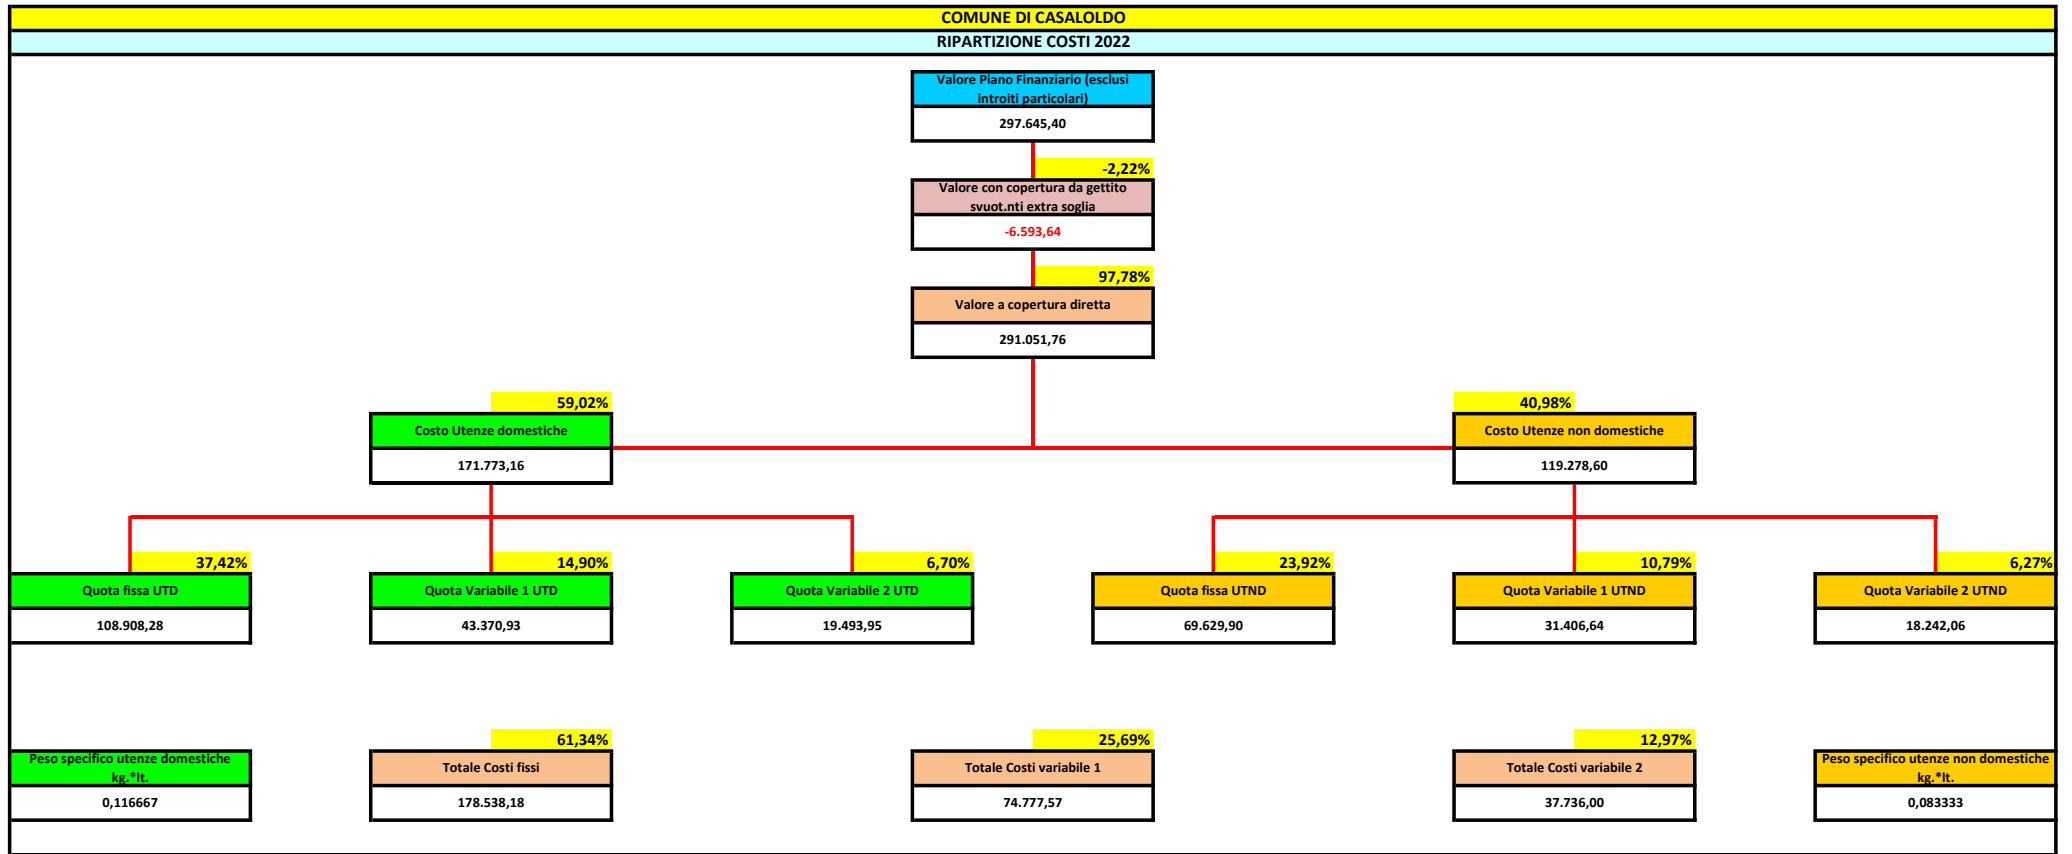 COMUNE DI CASALOLDO
RIPARTIZIONE COSTI 2022
Valore Piano Finanziario (esclusi
introiti particolari)
297.645,40
-2,22%
Valore con copertura da gettito
svuot.nti extra soglia
-6.593,64
97,78%
Valore a copertura diretta
291.051,76
59,02%
40,98%
Costo Utenze domestiche
Costo Utenze non domestiche
171.773,16
119.278,60
37,42%
14,90%
6,70%
23,92%
10,79%
6,27%
Quota fissa UTD
Quota Variabile 1 UTD
Quota Variabile 2 UTD
Quota fissa UTND
Quota Variabile 1 UTND
Quota Variabile 2 UTND
108.908,28
43.370,93
19.493,95
69.629,90
31.406,64
18.242,06
61,34%
25,69%
12,97%
Peso specifico utenze domestiche
kg.*lt.
Totale Costi fissi
Totale Costi variabile 1
Totale Costi variabile 2
Peso specifico utenze non domestiche
kg.*lt.
0,116667
178.538,18
74.777,57
37.736,00
0,083333